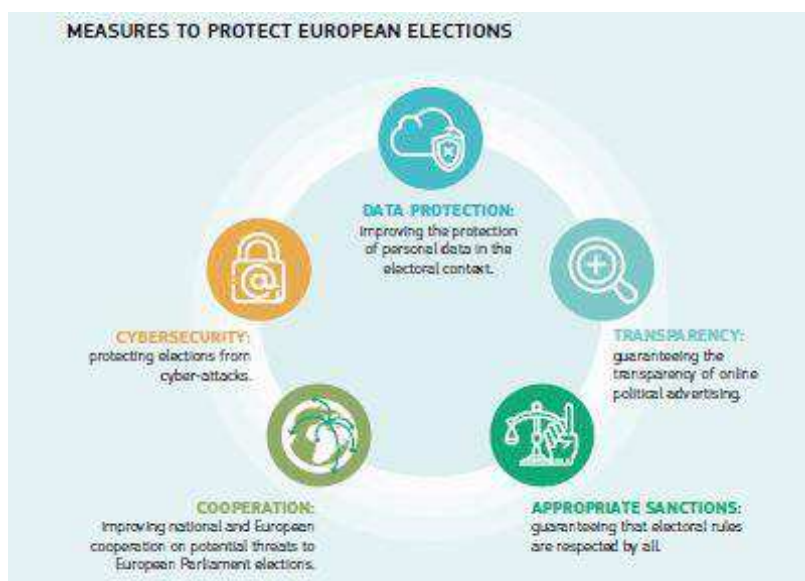 MEASURES TO PROTECT EUROPEAN ELECTIONS
DATA PROTECTION:
improving the protection
of personal data in the
electoral context.
CYBERSECURITY:
protecting elections from
cyber-attacks.
TRANSPARENCY:
guaranteeing the
transparency of online
political advertising.
COOPERATION:
improving national and European
cooperation on potential threats to
European Parliament elections.
APPROPRIATE SANCTIONS:
guaranteeing that electoral rules
are respected by all.